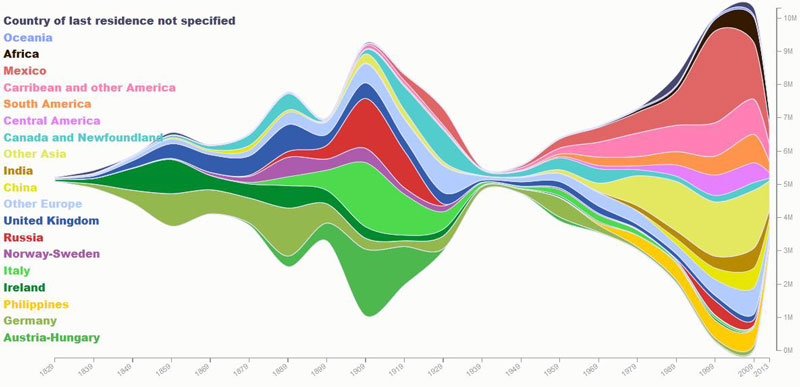 Country of last residence not specified
Oceania
Africa
Mexico
Carribean and other America
South America
Central America
Canada and Newfoundland
Other Asia
India
China
Other Europe
United Kingdom
Russia
Norway-Sweden
Italy
Ireland
Philippines
Germany
Austria-Hungary
10M
9M
8M
7M
6M
5M
4M
3M
2M
1M
0M
1829 1839 1849 1859 1869 1879 1889 1899 1909 1919 1929 1939 1949 1959 1969 1979 1989 1999 2009 2013